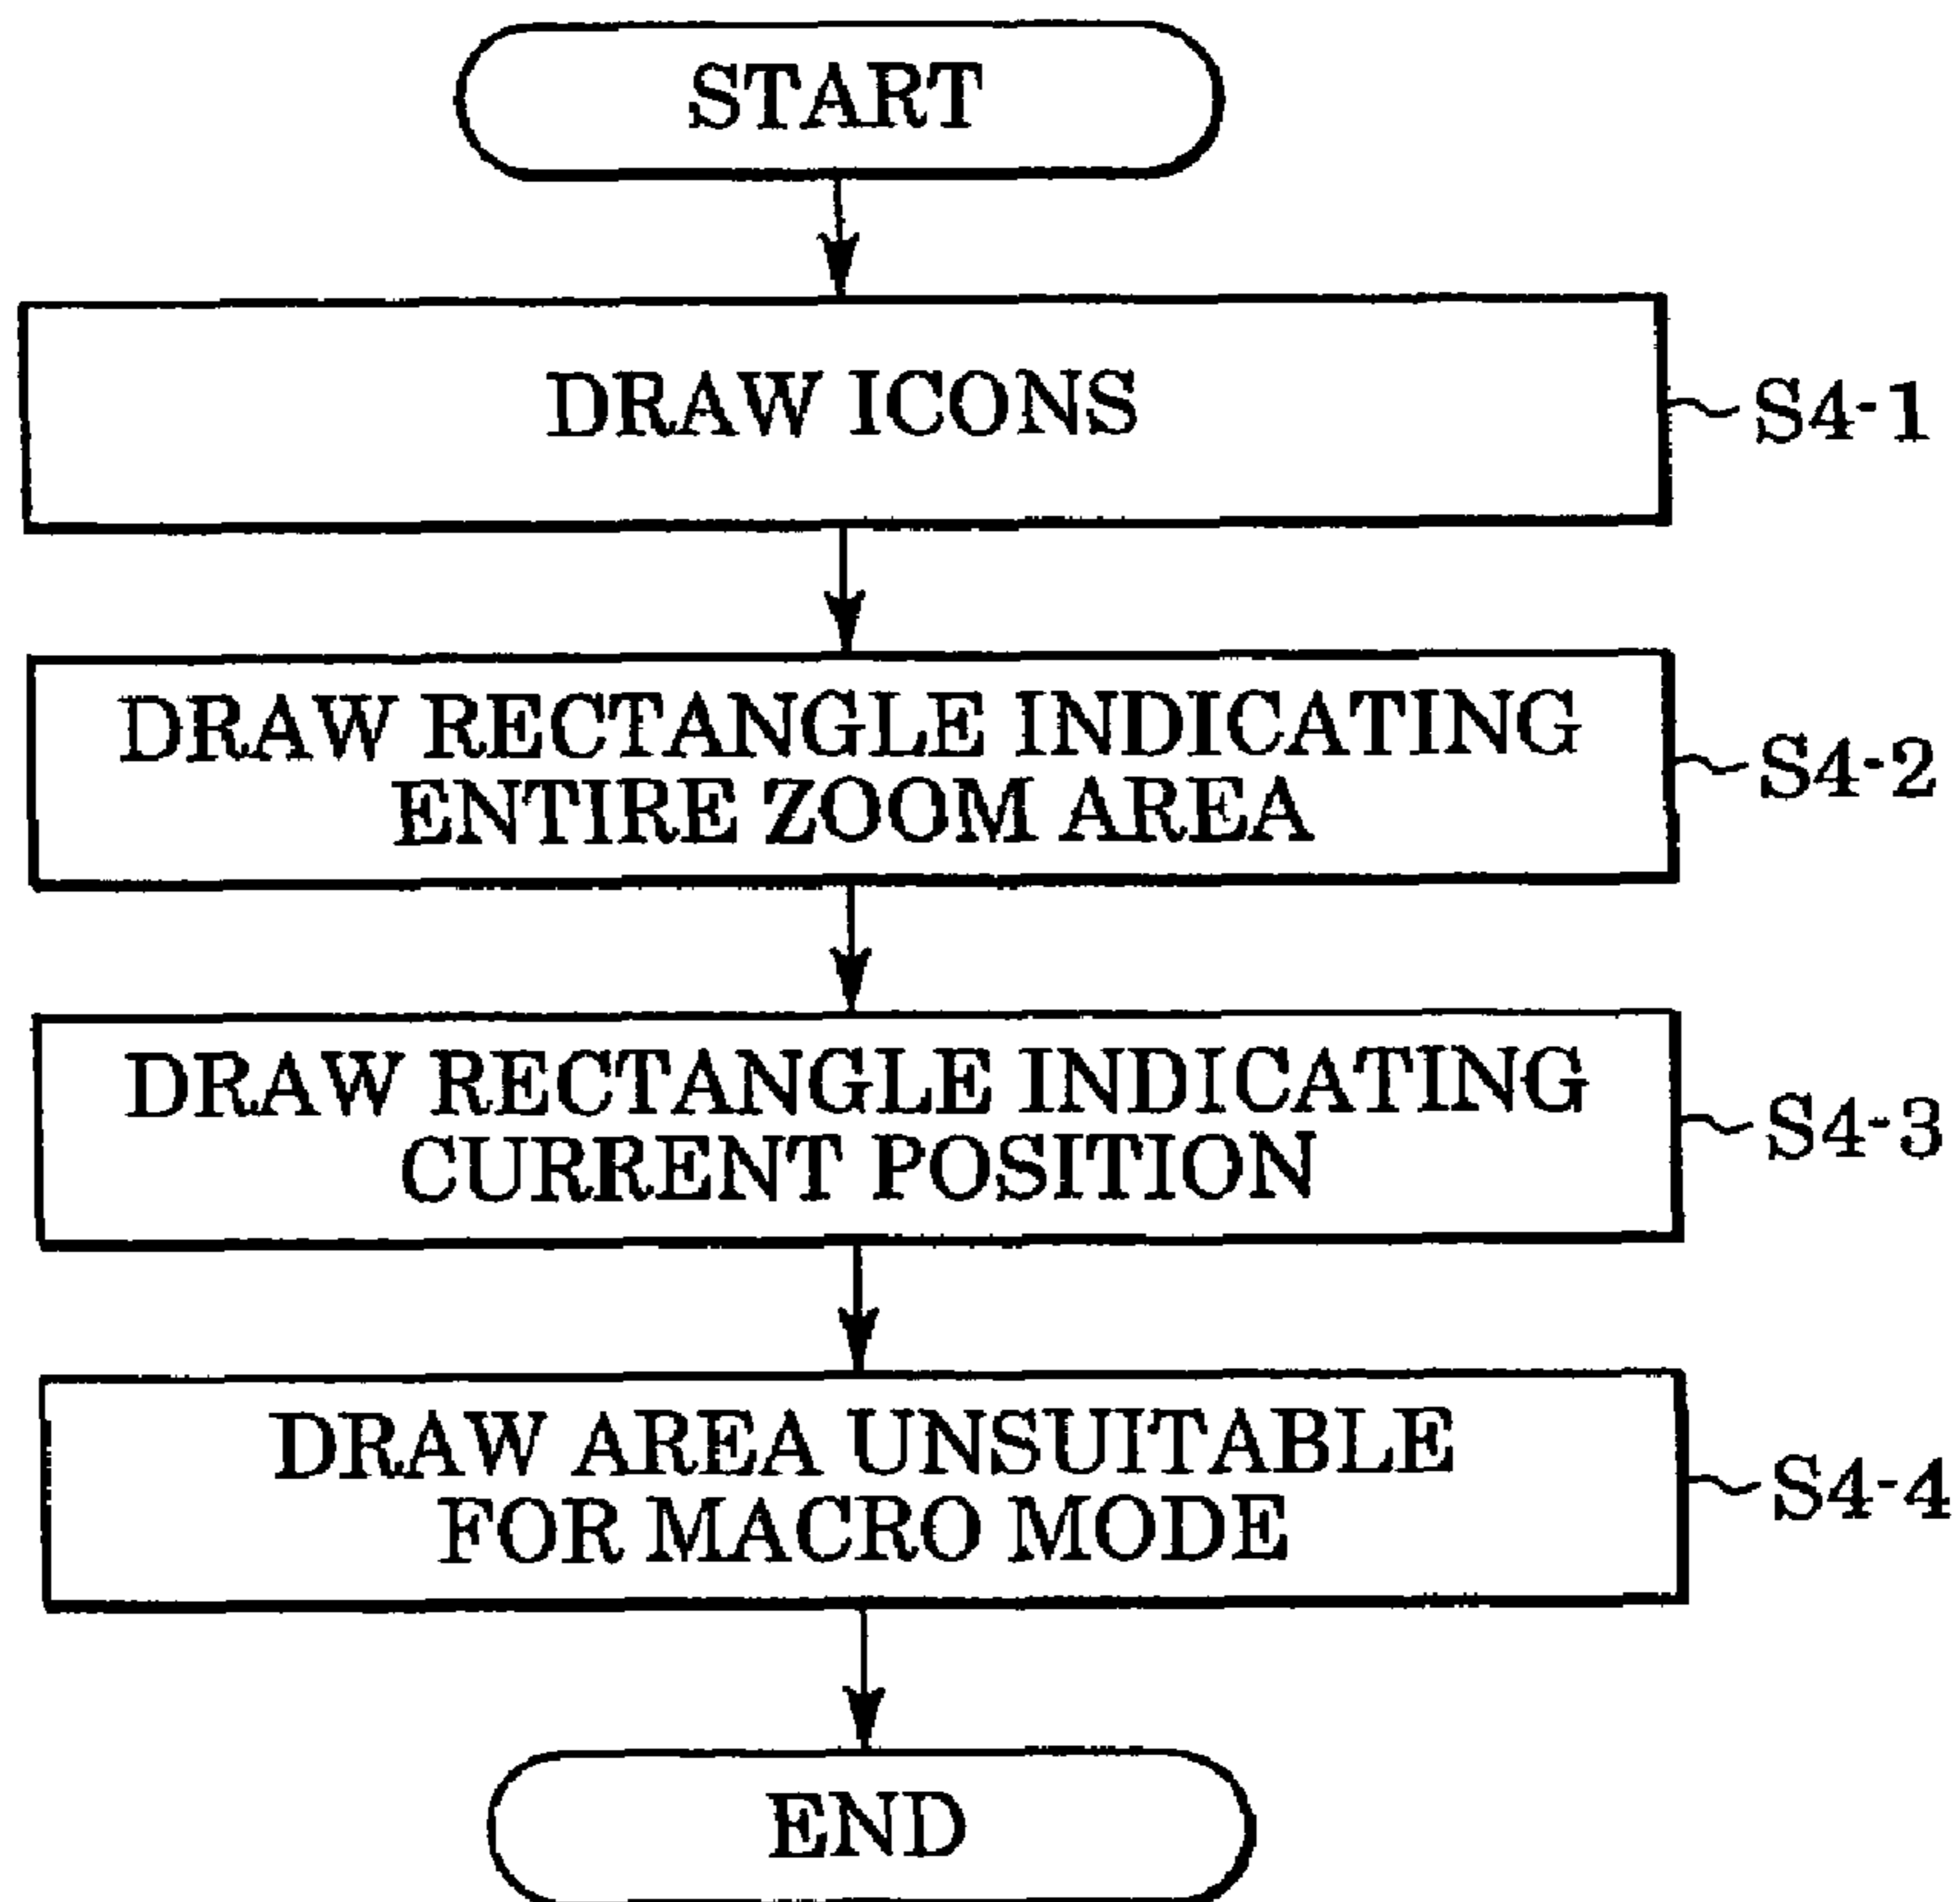 START
DRAW ICONS
S4-1
DRAW RECTANGLE INDICATING
ENTIRE ZOOM AREA
S4-2
DRAW RECTANGLE INDICATING
CURRENT POSITION
S4-3
DRAW AREA UNSUITABLE
FOR MACRO MODE
S4-4
END